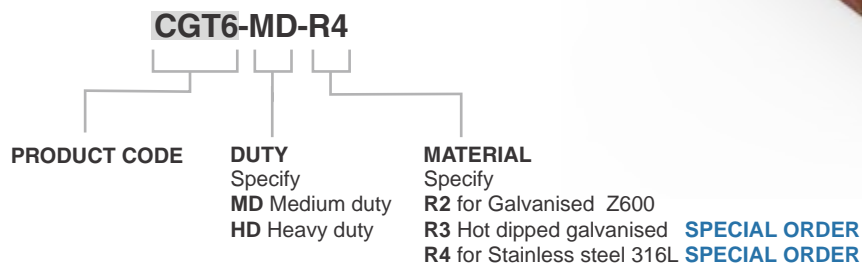 CGT6-MD-R4
PRODUCT CODE
DUTY
Specify
MD Medium duty
HD Heavy duty
MATERIAL
Specify
R2 for Galvanised Z600
R3 Hot dipped galvanised SPECIAL ORDER
R4 for Stainless steel 316L SPECIAL ORDER